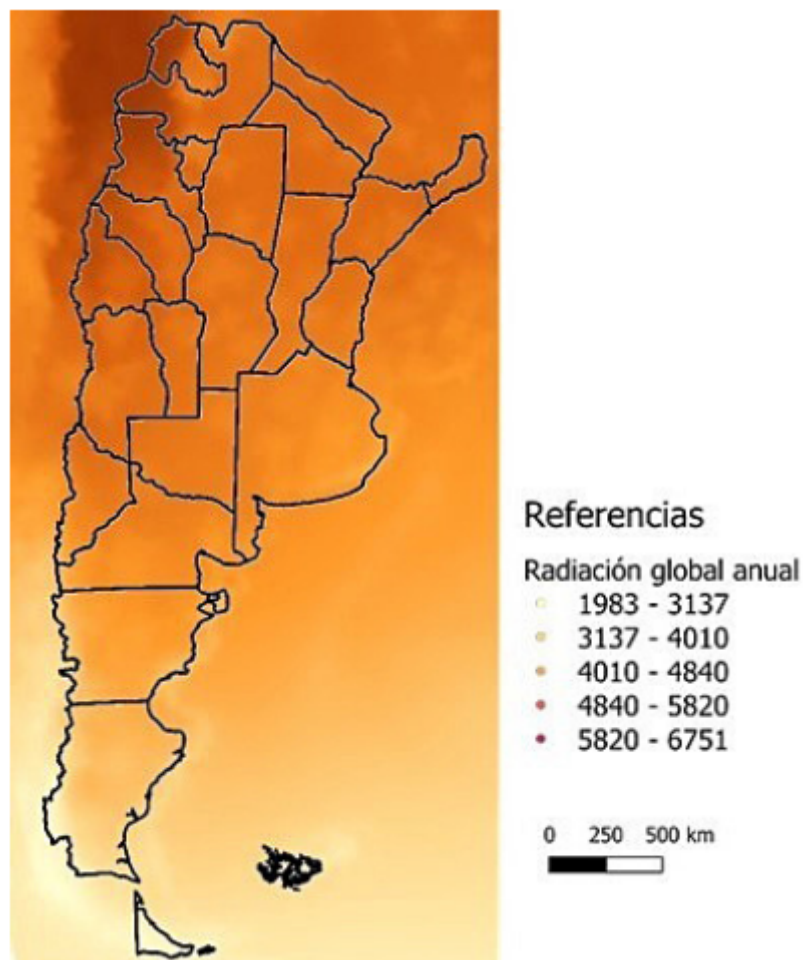 Referencias
Radiación global anual
1983 - 3137
3137 - 4010
4010 - 4840
4840 - 5820
5820 - 6751
0 250 500 km